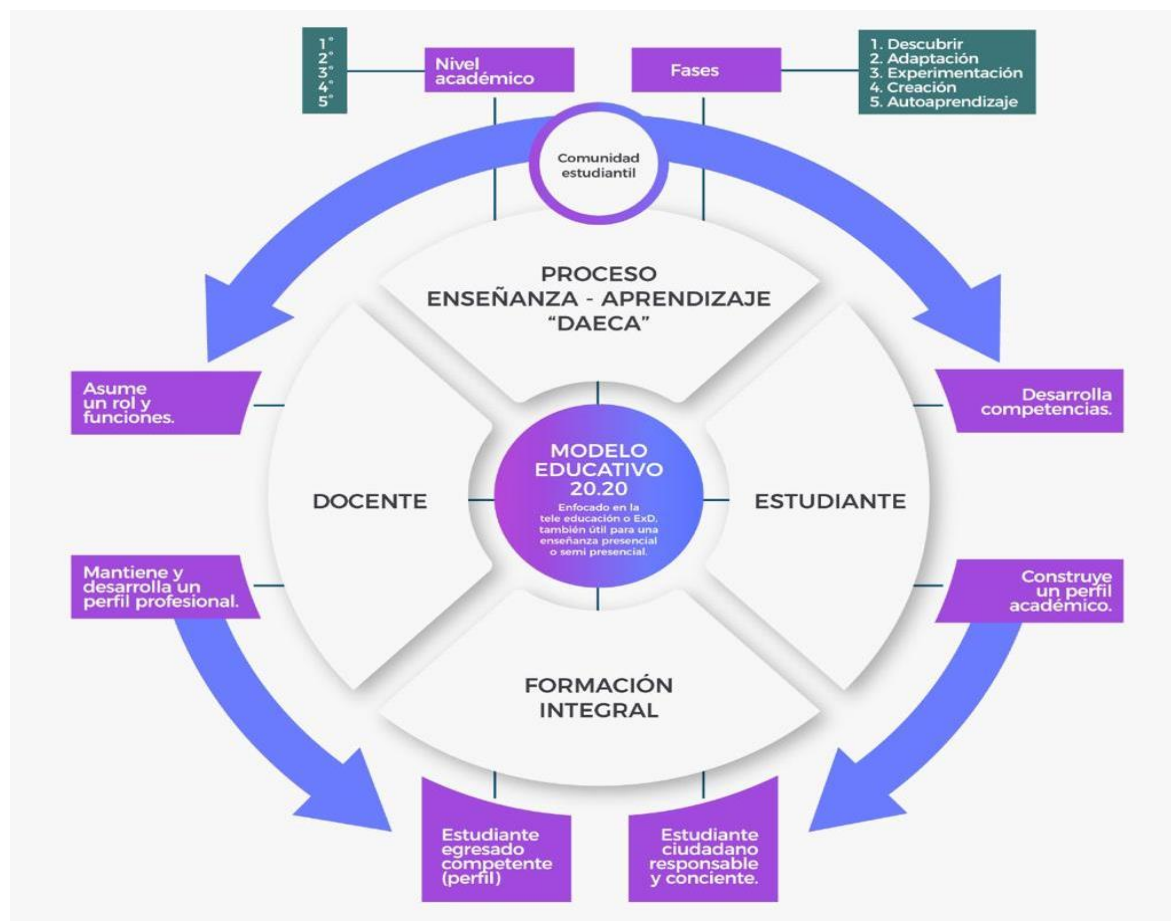 1°
2°
3°
4°
5°
Nivel
académico
Fases
1. Descubrir
2. Adaptación
3. Experimentación
4. Creación
5. Autoaprendizaje
Comunidad
estudiantil
PROCESO
ENSEÑANZA - APRENDIZAJE
“DAECA”
Asume
un rol y
funciones.
Desarrolla
competencias.
MODELO
EDUCATIVO
20.20
Enfocado en la
tele educación o ExD,
también útil para una
enseñanza presencial
o semi presencial.
DOCENTE
ESTUDIANTE
Mantiene y
desarrolla un
perfil profesional.
Construye
un perfil
académico.
FORMACIÓN
INTEGRAL
Estudiante
egresado
competente
(perfil)
Estudiante
ciudadano
responsable
y conciente.